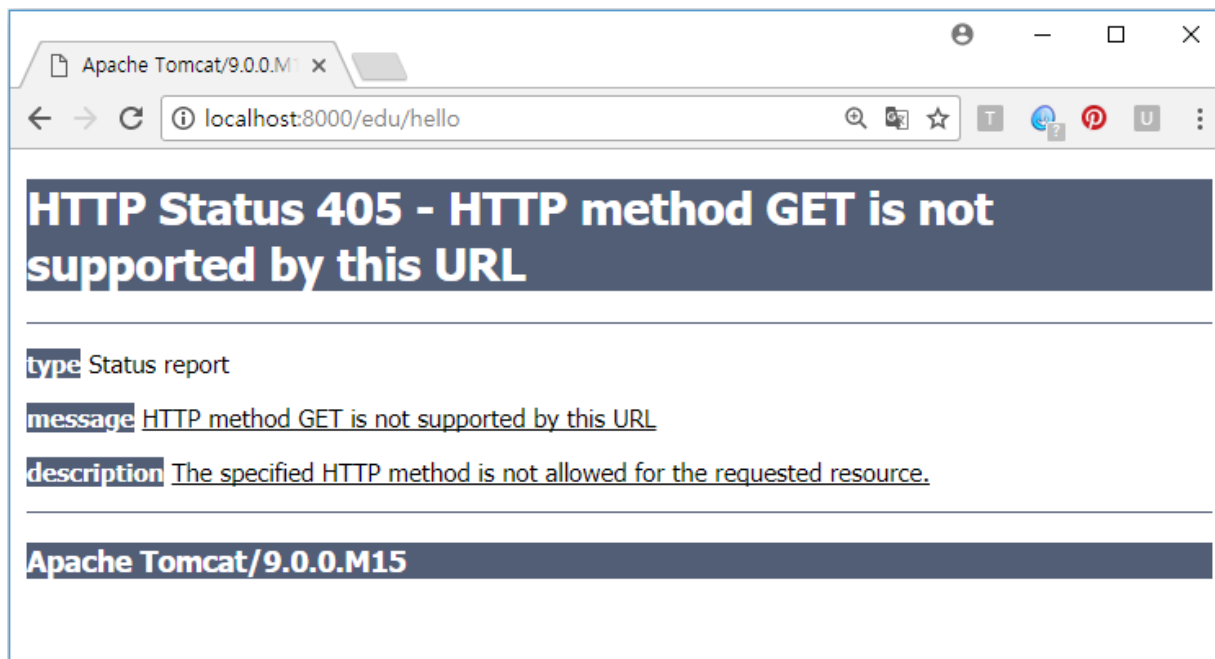 Apache Tomcat/9.0.0.M1
localhost:8000/edu/hello
T
?
U
HTTP Status 405 - HTTP method GET is not
supported by this URL
type Status report
message HTTP method GET is not supported by this URL
description The specified HTTP method is not allowed for the requested resource.
Apache Tomcat/9.0.0.M15